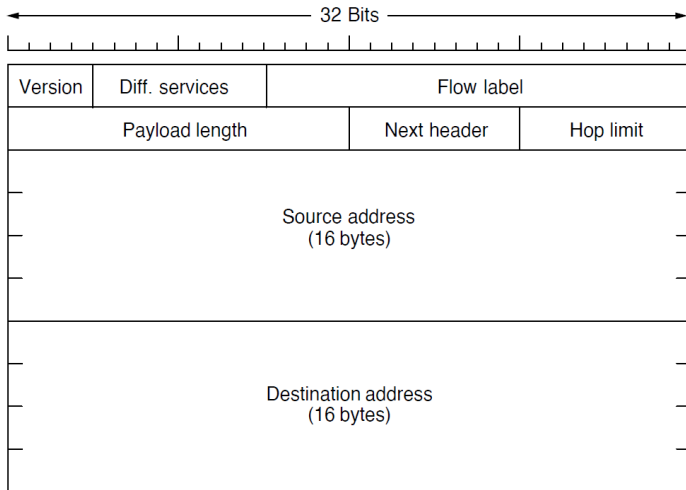 32 Bits
Version Diff. services Flow label
Payload length Next header Hop limit
Source address
(16 bytes)
Destination address
(16 bytes)